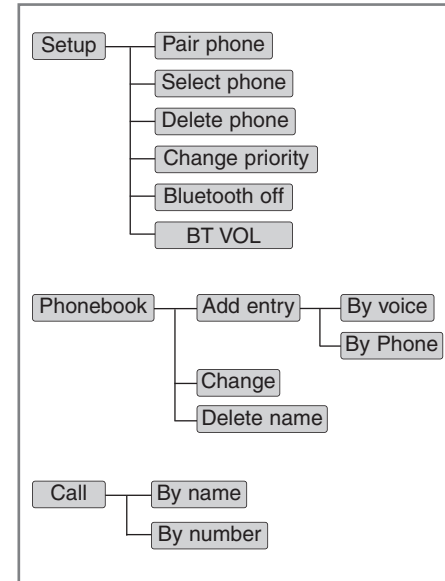 Setup
Pair phone
Select phone
Delete phone
Change priority
Bluetooth off
BT VOL
Phonebook
Add entry
By voice
By Phone
Change
Delete name
Call
By name
By number